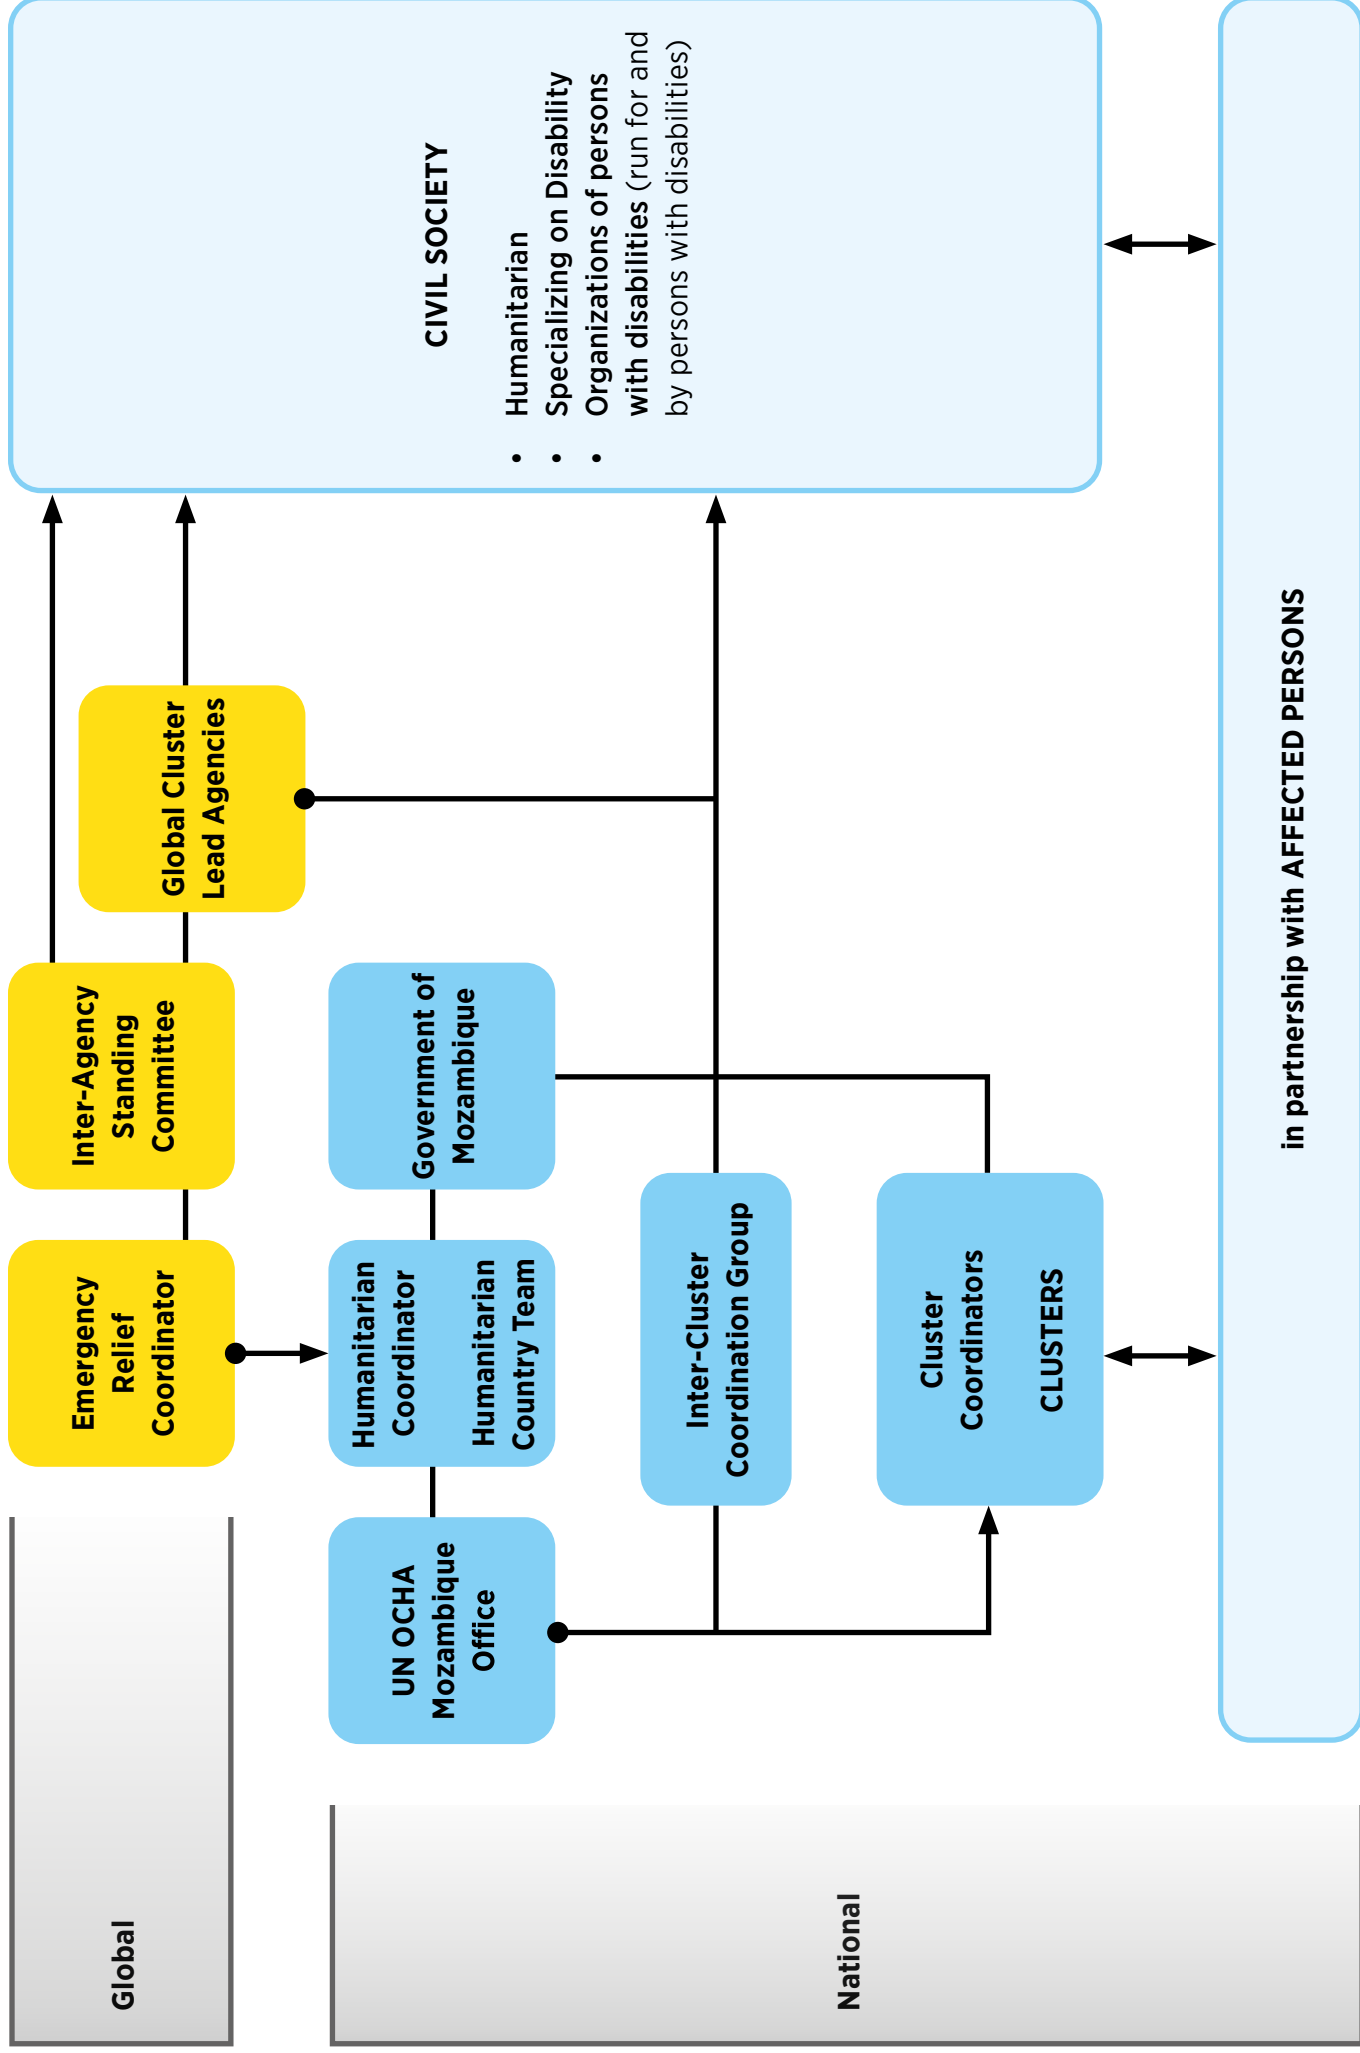 Global
Emergency
Relief
Coordinator
Inter-Agency
Standing
Committee
Global Cluster
Lead Agencies
National
UN OCHA
Mozambique
Office
Humanitarian
Coordinator
Humanitarian
Country Team
Government of
Mozambique
Inter-Cluster
Coordination Group
Cluster
Coordinators
CLUSTERS
CIVIL SOCIETY
• Humanitarian
• Specializing on Disability
• Organizations of persons
with disabilities (run for and
by persons with disabilities)
in partnership with AFFECTED PERSONS